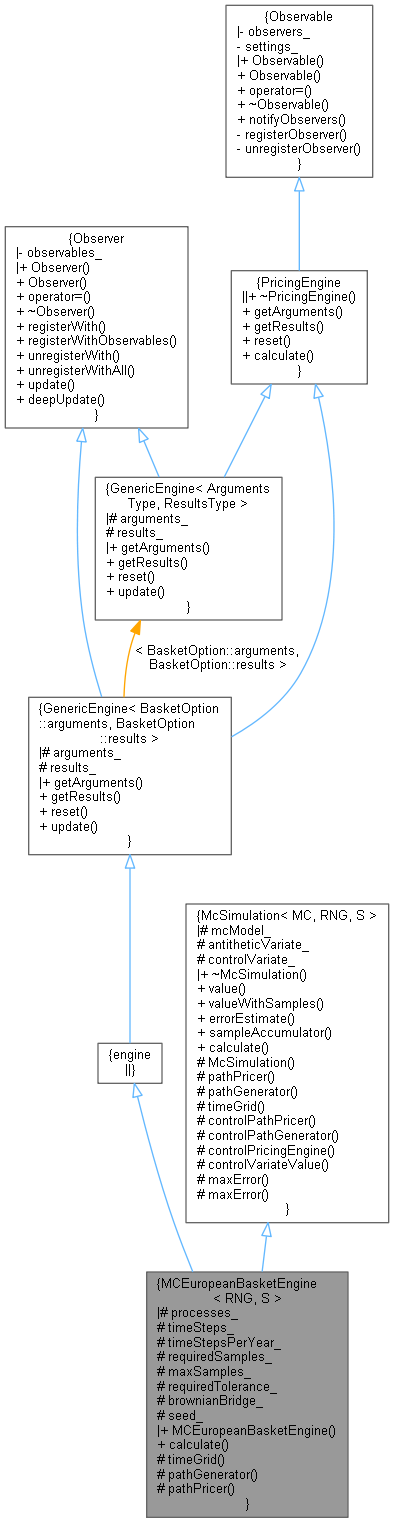 {Observable
|- observers_
- settings_
|+ Observable()
+ Observable()
+ operator=()
+ ~Observable()
+ notifyObservers()
- registerObserver()
- unregisterObserver()
}
{Observer
|- observables_
|+ Observer()
+ Observer()
+ operator=()
+ ~Observer()
+ registerWith()
+ registerWithObservables()
+ unregisterWith()
+ unregisterWithAll()
+ update()
+ deepUpdate()
}
{PricingEngine
||+ ~PricingEngine()
+ getArguments()
+ getResults()
+ reset()
+ calculate()
}
{GenericEngine< Arguments
Type, ResultsType >
|# arguments_
# results_
|+ getArguments()
+ getResults()
+ reset()
+ update()
}
< BasketOption::arguments,
BasketOption::results >
{GenericEngine< BasketOption
::arguments, BasketOption
::results >
|# arguments_
# results_
|+ getArguments()
+ getResults()
+ reset()
+ update()
}
{McSimulation< MC, RNG, S >
|# mcModel_
# antitheticVariate_
# controlVariate_
|+ ~McSimulation()
+ value()
+ valueWithSamples()
+ errorEstimate()
+ sampleAccumulator()
+ calculate()
# McSimulation()
# pathPricer()
# pathGenerator()
# timeGrid()
# controlPathPricer()
# controlPathGenerator()
# controlPricingEngine()
# controlVariateValue()
# maxError()
# maxError()
}
{engine
||}
{MCEuropeanBasketEngine
< RNG, S >
|# processes_
# timeSteps_
# timeStepsPerYear_
# requiredSamples_
# maxSamples_
# requiredTolerance_
# brownianBridge_
# seed_
|+ MCEuropeanBasketEngine()
+ calculate()
# timeGrid()
# pathGenerator()
# pathPricer()
}